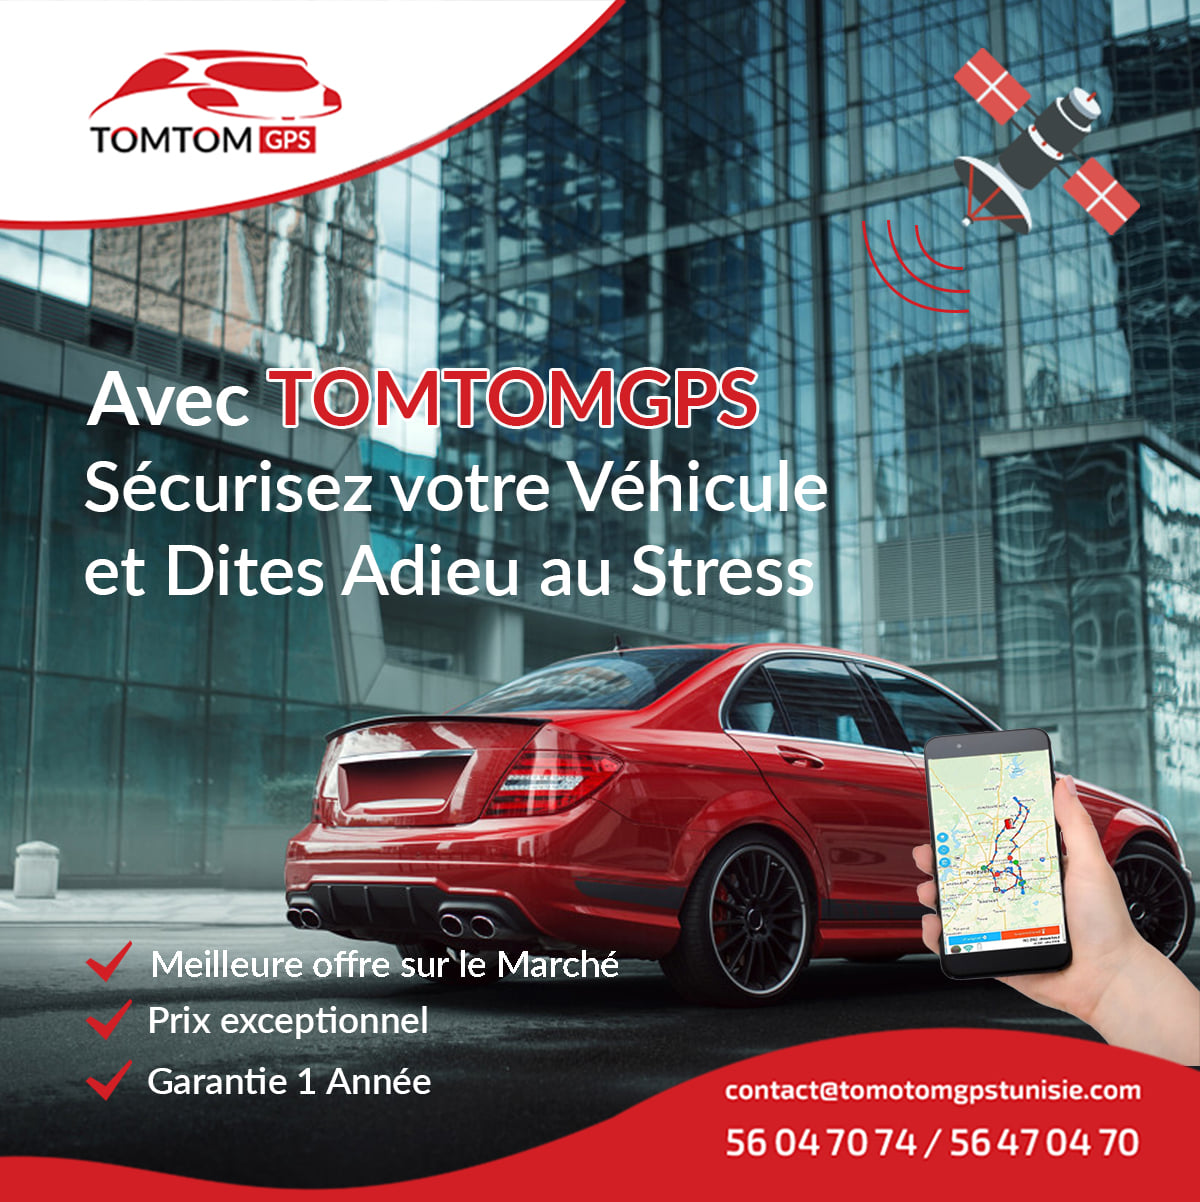 TOMTOM GPS
Avec TOMTOMGPS
Sécurisez votre Véhicule
et Dites Adieu au Stress
Meilleure offre sur le Marché
Prix exceptionnel
Garantie 1 Année
contact@tomotomgpstunisie.com
56 04 70 74 / 56 47 04 70